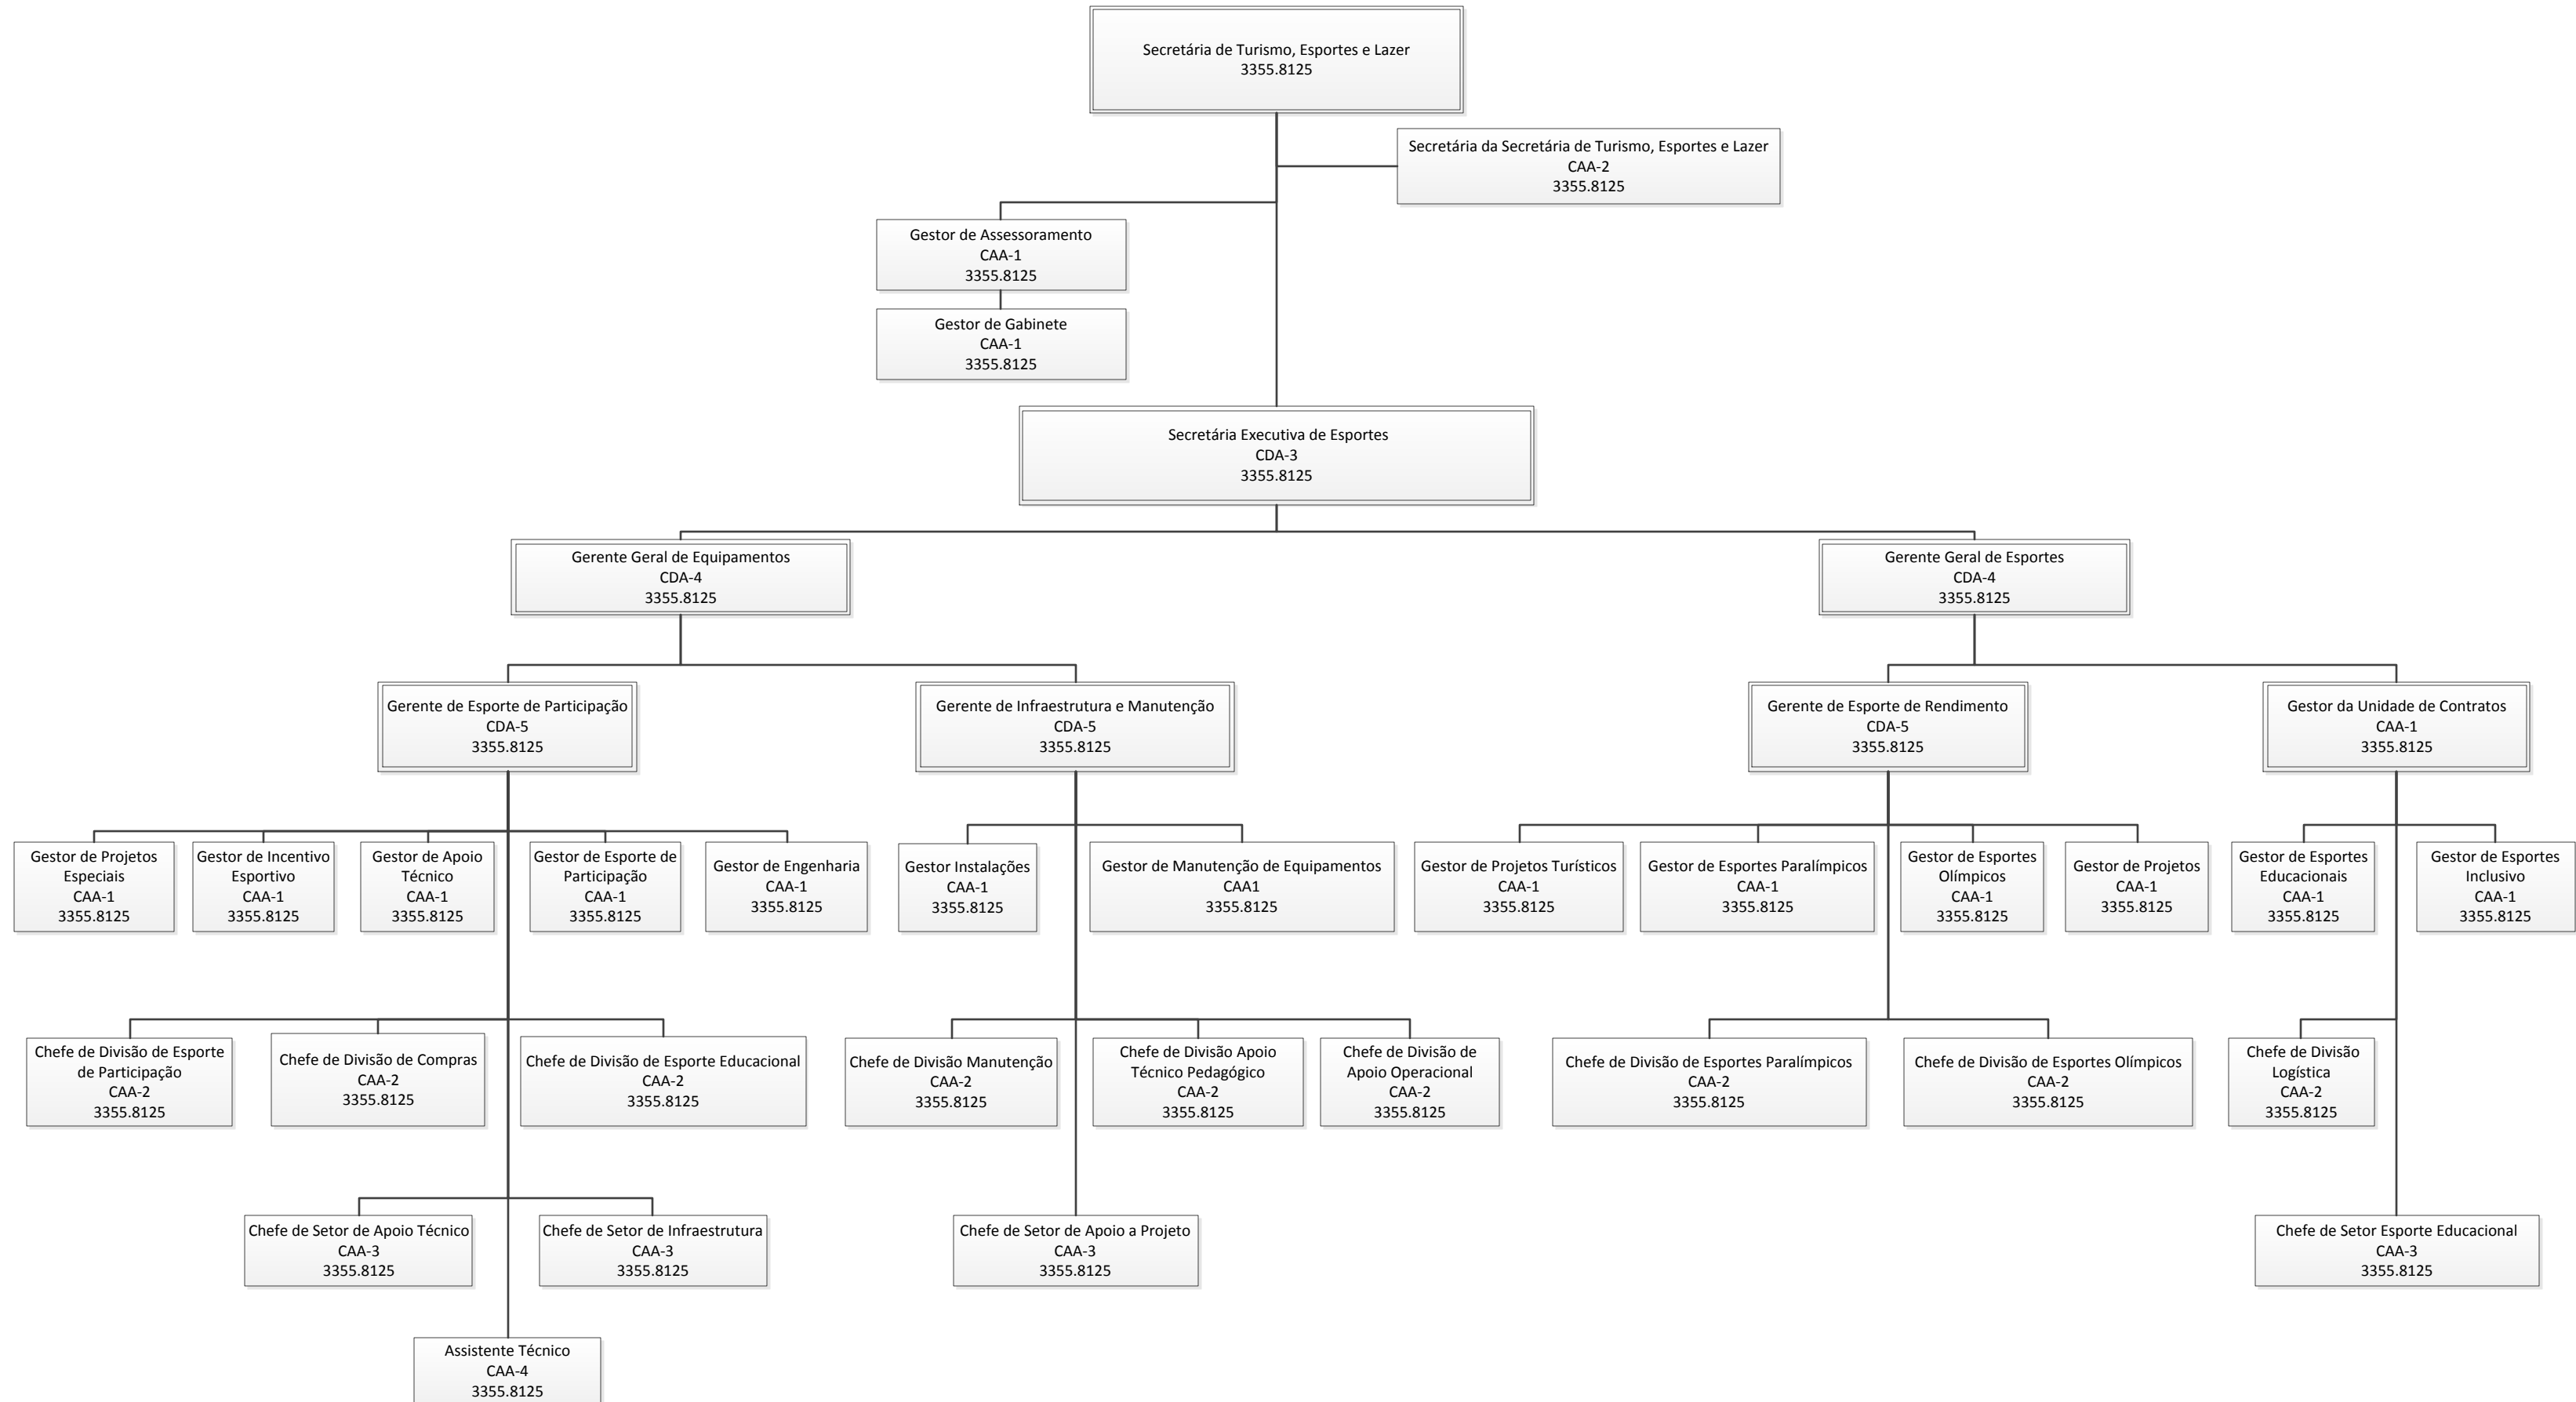 Secretária de Turismo, Esportes e Lazer
3355.8125
Secretária da Secretária de Turismo, Esportes e Lazer
CAA-2
3355.8125
Gestor de Assessoramento
CAA-1
3355.8125
Gestor de Gabinete
CAA-1
3355.8125
Secretária Executiva de Esportes
CDA-3
3355.8125
Gerente Geral de Equipamentos
CDA-4
3355.8125
Gerente Geral de Esportes
CDA-4
3355.8125
Gerente de Esporte de Participação
CDA-5
3355.8125
Gerente de Infraestrutura e Manutenção
CDA-5
3355.8125
Gerente de Esporte de Rendimento
CDA-5
3355.8125
Gestor da Unidade de Contratos
CAA-1
3355.8125
Gestor de Projetos
Especiais
CAA-1
3355.8125
Gestor de Incentivo
Esportivo
CAA-1
3355.8125
Gestor de Apoio
Técnico
CAA-1
3355.8125
Gestor de Esporte de
Participação
CAA-1
3355.8125
Gestor de Engenharia
CAA-1
3355.8125
Gestor Instalações
CAA-1
3355.8125
Gestor de Manutenção de Equipamentos
CAA1
3355.8125
Gestor de Projetos Turísticos
CAA-1
3355.8125
Gestor de Esportes Paralímpicos
CAA-1
3355.8125
Gestor de Esportes
Olímpicos
CAA-1
3355.8125
Gestor de Projetos
CAA-1
3355.8125
Gestor de Esportes
Educacionais
CAA-1
3355.8125
Gestor de Esportes
Inclusivo
CAA-1
3355.8125
Chefe de Divisão de Esporte
de Participação
CAA-2
3355.8125
Chefe de Divisão de Compras
CAA-2
3355.8125
Chefe de Divisão de Esporte Educacional
CAA-2
3355.8125
Chefe de Divisão Manutenção
CAA-2
3355.8125
Chefe de Divisão Apoio
Técnico Pedagógico
CAA-2
3355.8125
Chefe de Divisão de
Apoio Operacional
CAA-2
3355.8125
Chefe de Divisão de Esportes Paralímpicos
CAA-2
3355.8125
Chefe de Divisão de Esportes Olímpicos
CAA-2
3355.8125
Chefe de Divisão
Logística
CAA-2
3355.8125
Chefe de Setor de Apoio Técnico
CAA-3
3355.8125
Chefe de Setor de Infraestrutura
CAA-3
3355.8125
Chefe de Setor de Apoio a Projeto
CAA-3
3355.8125
Chefe de Setor Esporte Educacional
CAA-3
3355.8125
Assistente Técnico
CAA-4
3355.8125